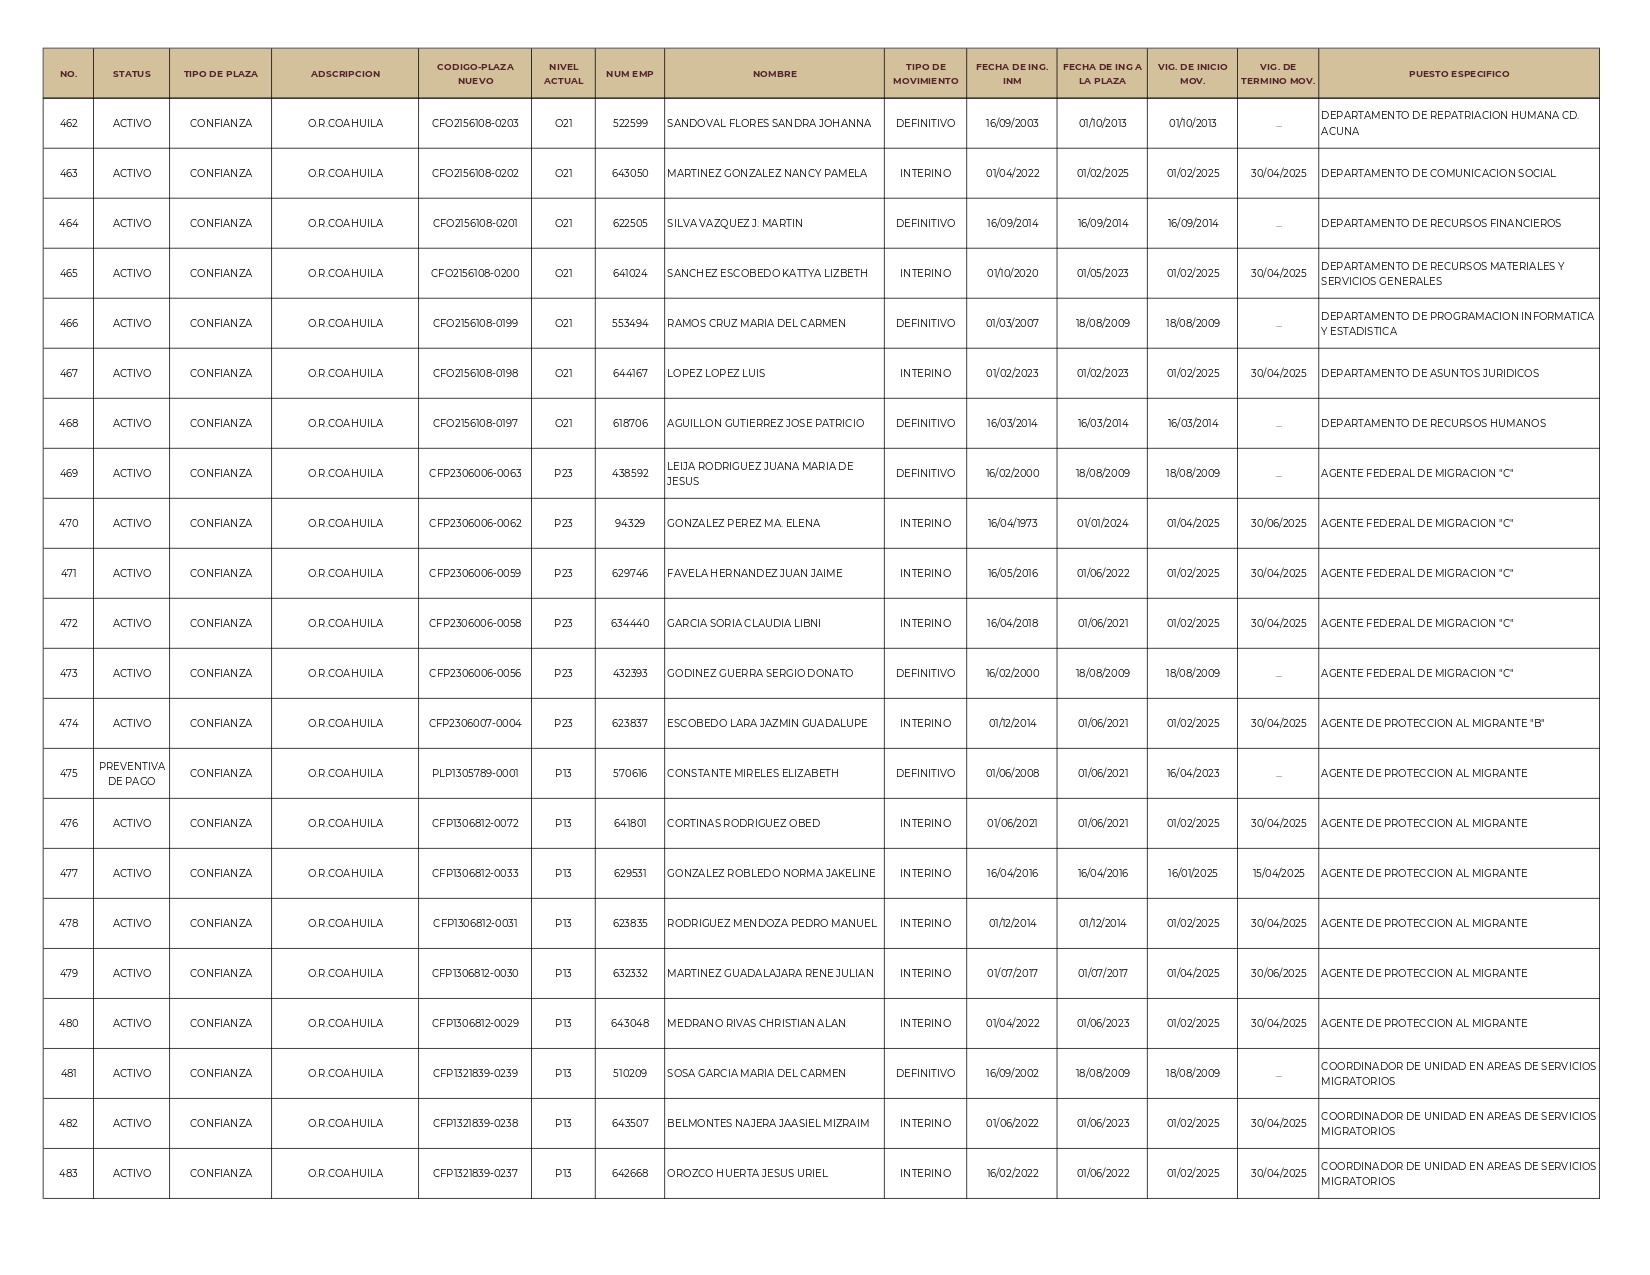 NO. STATUS TIPO DE PLAZA ADSCRIPCION CODIGO-PLAZA NUEVO NIVEL ACTUAL NUM EMP NOMBRE TIPO DE MOVIMIENTO FECHA DE ING. INM FECHA DE ING A LA PLAZA VIG. DE INICIO MOV. VIG. DE TERMINO MOV. PUESTO ESPECIFICO
462 ACTIVO CONFIANZA O.R.COAHUILA CFO2156108-0203 O21 522599 SANDOVAL FLORES SANDRA JOHANNA DEFINITIVO 16/09/2003 01/10/2013 01/10/2013 ... DEPARTAMENTO DE REPATRIACION HUMANA CD. ACUNA
463 ACTIVO CONFIANZA O.R.COAHUILA CFO2156108-0202 O21 643050 MARTINEZ GONZALEZ NANCY PAMELA INTERINO 01/04/2022 01/02/2025 01/02/2025 30/04/2025 DEPARTAMENTO DE COMUNICACION SOCIAL
464 ACTIVO CONFIANZA O.R.COAHUILA CFO2156108-0201 O21 622505 SILVA VAZQUEZ J. MARTIN DEFINITIVO 16/09/2014 16/09/2014 16/09/2014 ... DEPARTAMENTO DE RECURSOS FINANCIEROS
465 ACTIVO CONFIANZA O.R.COAHUILA CFO2156108-0200 O21 641024 SANCHEZ ESCOBEDO KATTYA LIZBETH INTERINO 01/10/2020 01/05/2023 01/02/2025 30/04/2025 DEPARTAMENTO DE RECURSOS MATERIALES Y SERVICIOS GENERALES
466 ACTIVO CONFIANZA O.R.COAHUILA CFO2156108-0199 O21 553494 RAMOS CRUZ MARIA DEL CARMEN DEFINITIVO 01/03/2007 18/08/2009 18/08/2009 ... DEPARTAMENTO DE PROGRAMACION INFORMATICA Y ESTADISTICA
467 ACTIVO CONFIANZA O.R.COAHUILA CFO2156108-0198 O21 644167 LOPEZ LOPEZ LUIS INTERINO 01/02/2023 01/02/2023 01/02/2025 30/04/2025 DEPARTAMENTO DE ASUNTOS JURIDICOS
468 ACTIVO CONFIANZA O.R.COAHUILA CFO2156108-0197 O21 618706 AGUILLON GUTIERREZ JOSE PATRICIO DEFINITIVO 16/03/2014 16/03/2014 16/03/2014 ... DEPARTAMENTO DE RECURSOS HUMANOS
469 ACTIVO CONFIANZA O.R.COAHUILA CFP2306006-0063 P23 438592 LEIJA RODRIGUEZ JUANA MARIA DE JESUS DEFINITIVO 16/02/2000 18/08/2009 18/08/2009 ... AGENTE FEDERAL DE MIGRACION "C"
470 ACTIVO CONFIANZA O.R.COAHUILA CFP2306006-0062 P23 94329 GONZALEZ PEREZ MA. ELENA INTERINO 16/04/1973 01/01/2024 01/04/2025 30/06/2025 AGENTE FEDERAL DE MIGRACION "C"
471 ACTIVO CONFIANZA O.R.COAHUILA CFP2306006-0059 P23 629746 FAVELA HERNANDEZ JUAN JAIME INTERINO 16/05/2016 01/06/2022 01/02/2025 30/04/2025 AGENTE FEDERAL DE MIGRACION "C"
472 ACTIVO CONFIANZA O.R.COAHUILA CFP2306006-0058 P23 634440 GARCIA SORIA CLAUDIA LIBNI INTERINO 16/04/2018 01/06/2021 01/02/2025 30/04/2025 AGENTE FEDERAL DE MIGRACION "C"
473 ACTIVO CONFIANZA O.R.COAHUILA CFP2306006-0056 P23 432393 GODINEZ GUERRA SERGIO DONATO DEFINITIVO 16/02/2000 18/08/2009 18/08/2009 ... AGENTE FEDERAL DE MIGRACION "C"
474 ACTIVO CONFIANZA O.R.COAHUILA CFP2306007-0004 P23 623837 ESCOBEDO LARA JAZMIN GUADALUPE INTERINO 01/12/2014 01/06/2021 01/02/2025 30/04/2025 AGENTE DE PROTECCION AL MIGRANTE "B"
475 PREVENTIVA DE PAGO CONFIANZA O.R.COAHUILA PLP1305789-0001 P13 570616 CONSTANTE MIRELES ELIZABETH DEFINITIVO 01/06/2008 01/06/2021 16/04/2023 ... AGENTE DE PROTECCION AL MIGRANTE
476 ACTIVO CONFIANZA O.R.COAHUILA CFP1306812-0072 P13 641801 CORTINAS RODRIGUEZ OBED INTERINO 01/06/2021 01/06/2021 01/02/2025 30/04/2025 AGENTE DE PROTECCION AL MIGRANTE
477 ACTIVO CONFIANZA O.R.COAHUILA CFP1306812-0033 P13 629531 GONZALEZ ROBLEDO NORMA JAKELINE INTERINO 16/04/2016 16/04/2016 16/01/2025 15/04/2025 AGENTE DE PROTECCION AL MIGRANTE
478 ACTIVO CONFIANZA O.R.COAHUILA CFP1306812-0031 P13 623835 RODRIGUEZ MENDOZA PEDRO MANUEL INTERINO 01/12/2014 01/12/2014 01/02/2025 30/04/2025 AGENTE DE PROTECCION AL MIGRANTE
479 ACTIVO CONFIANZA O.R.COAHUILA CFP1306812-0030 P13 632332 MARTINEZ GUADALAJARA RENE JULIAN INTERINO 01/07/2017 01/07/2017 01/04/2025 30/06/2025 AGENTE DE PROTECCION AL MIGRANTE
480 ACTIVO CONFIANZA O.R.COAHUILA CFP1306812-0029 P13 643048 MEDRANO RIVAS CHRISTIAN ALAN INTERINO 01/04/2022 01/06/2023 01/02/2025 30/04/2025 AGENTE DE PROTECCION AL MIGRANTE
481 ACTIVO CONFIANZA O.R.COAHUILA CFP1321839-0239 P13 510209 SOSA GARCIA MARIA DEL CARMEN DEFINITIVO 16/09/2002 18/08/2009 18/08/2009 ... COORDINADOR DE UNIDAD EN AREAS DE SERVICIOS MIGRATORIOS
482 ACTIVO CONFIANZA O.R.COAHUILA CFP1321839-0238 P13 643507 BELMONTES NAJERA JAASIEL MIZRAIM INTERINO 01/06/2022 01/06/2023 01/02/2025 30/04/2025 COORDINADOR DE UNIDAD EN AREAS DE SERVICIOS MIGRATORIOS
483 ACTIVO CONFIANZA O.R.COAHUILA CFP1321839-0237 P13 642668 OROZCO HUERTA JESUS URIEL INTERINO 16/02/2022 01/06/2022 01/02/2025 30/04/2025 COORDINADOR DE UNIDAD EN AREAS DE SERVICIOS MIGRATORIOS